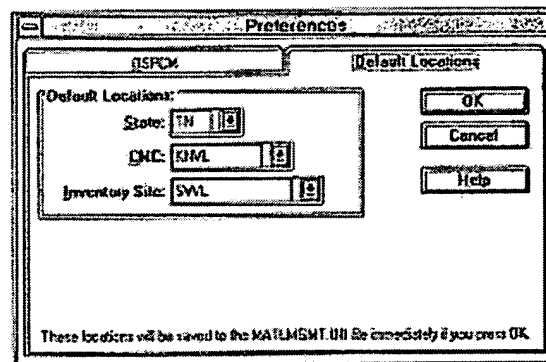 Preferences
OSPCM
Default Locations
Default Locations:
State: TN
CNC: KNVL
Inventory Site: SVVL
OK
Cancel
Help
These locations will be saved to the MATLMGMT.INI file immediately if you press OK.